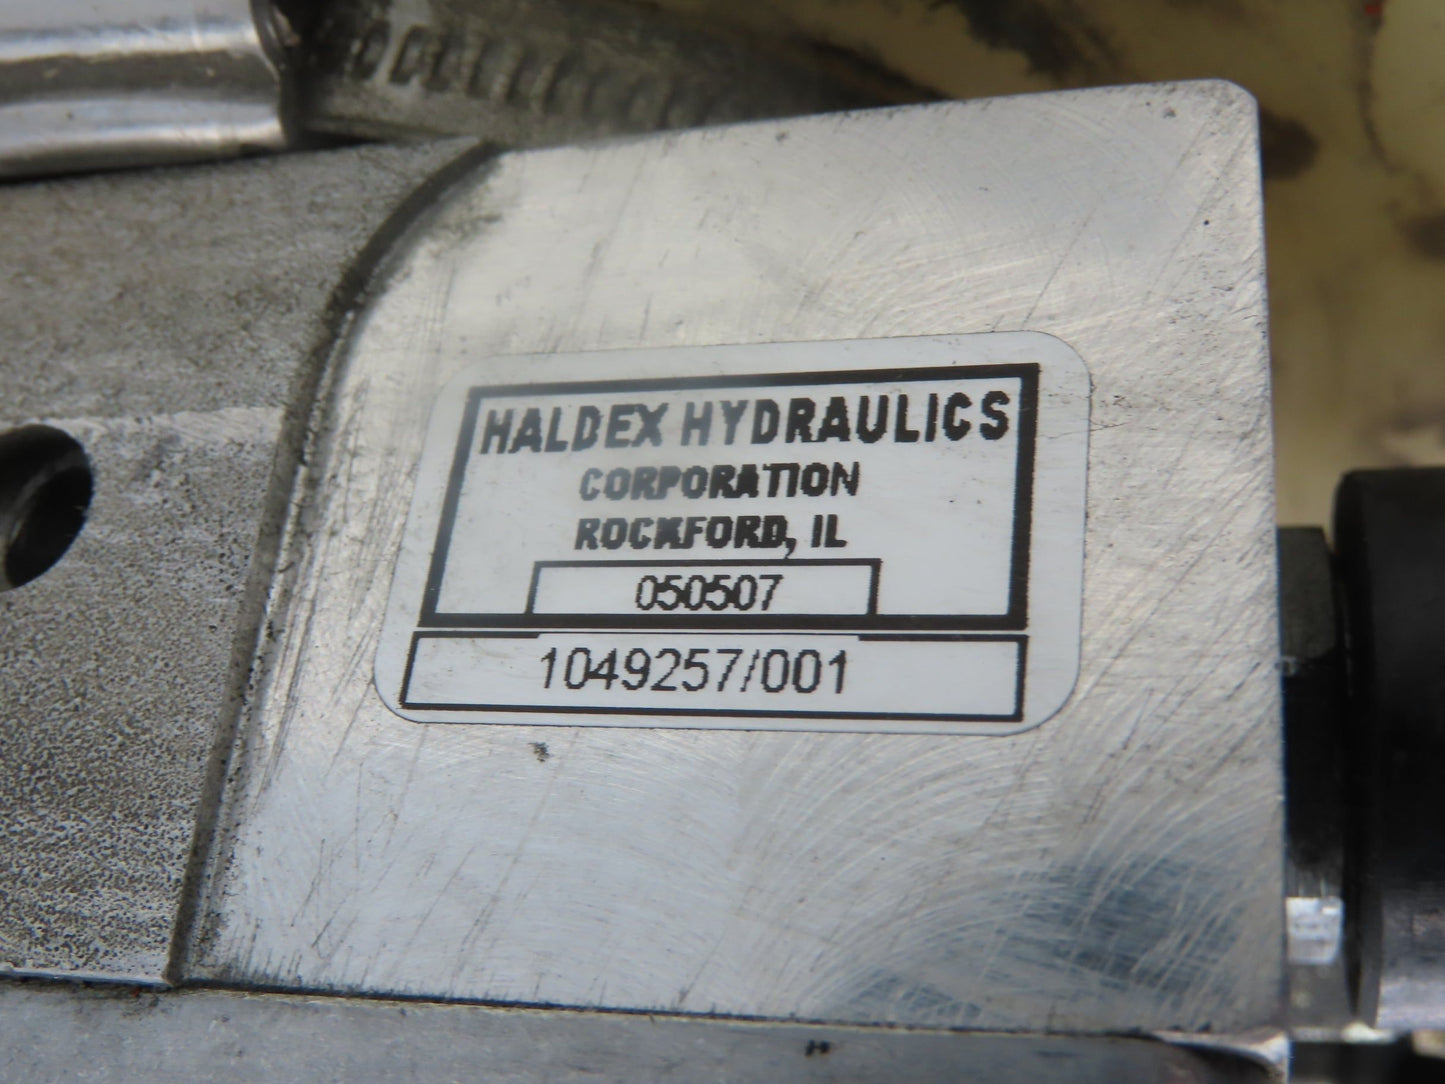 HALDEX HYDRAULICS
CORPORATION
ROCKFORD, IL
050507
1049257/001